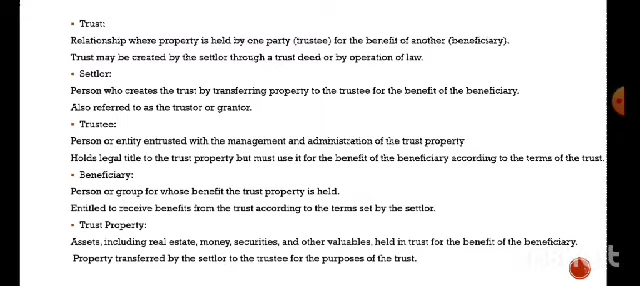 ▪ Trust:
Relationship where property is held by one party (trustee) for the benefit of another (beneficiary).
Trust may be created by the settlor through a trust deed or by operation of law.
▪ Settlor:
Person who creates the trust by transferring property to the trustee for the benefit of the beneficiary.
Also referred to as the trustor or grantor.
▪ Trustee:
Person or entity entrusted with the management and administration of the trust property
Holds legal title to the trust property but must use it for the benefit of the beneficiary according to the terms of the trust.
▪ Beneficiary:
Person or group for whose benefit the trust property is held.
Entitled to receive benefits from the trust according to the terms set by the settlor.
▪ Trust Property:
Assets, including real estate, money, securities, and other valuables, held in trust for the benefit of the beneficiary.
Property transferred by the settlor to the trustee for the purposes of the trust.